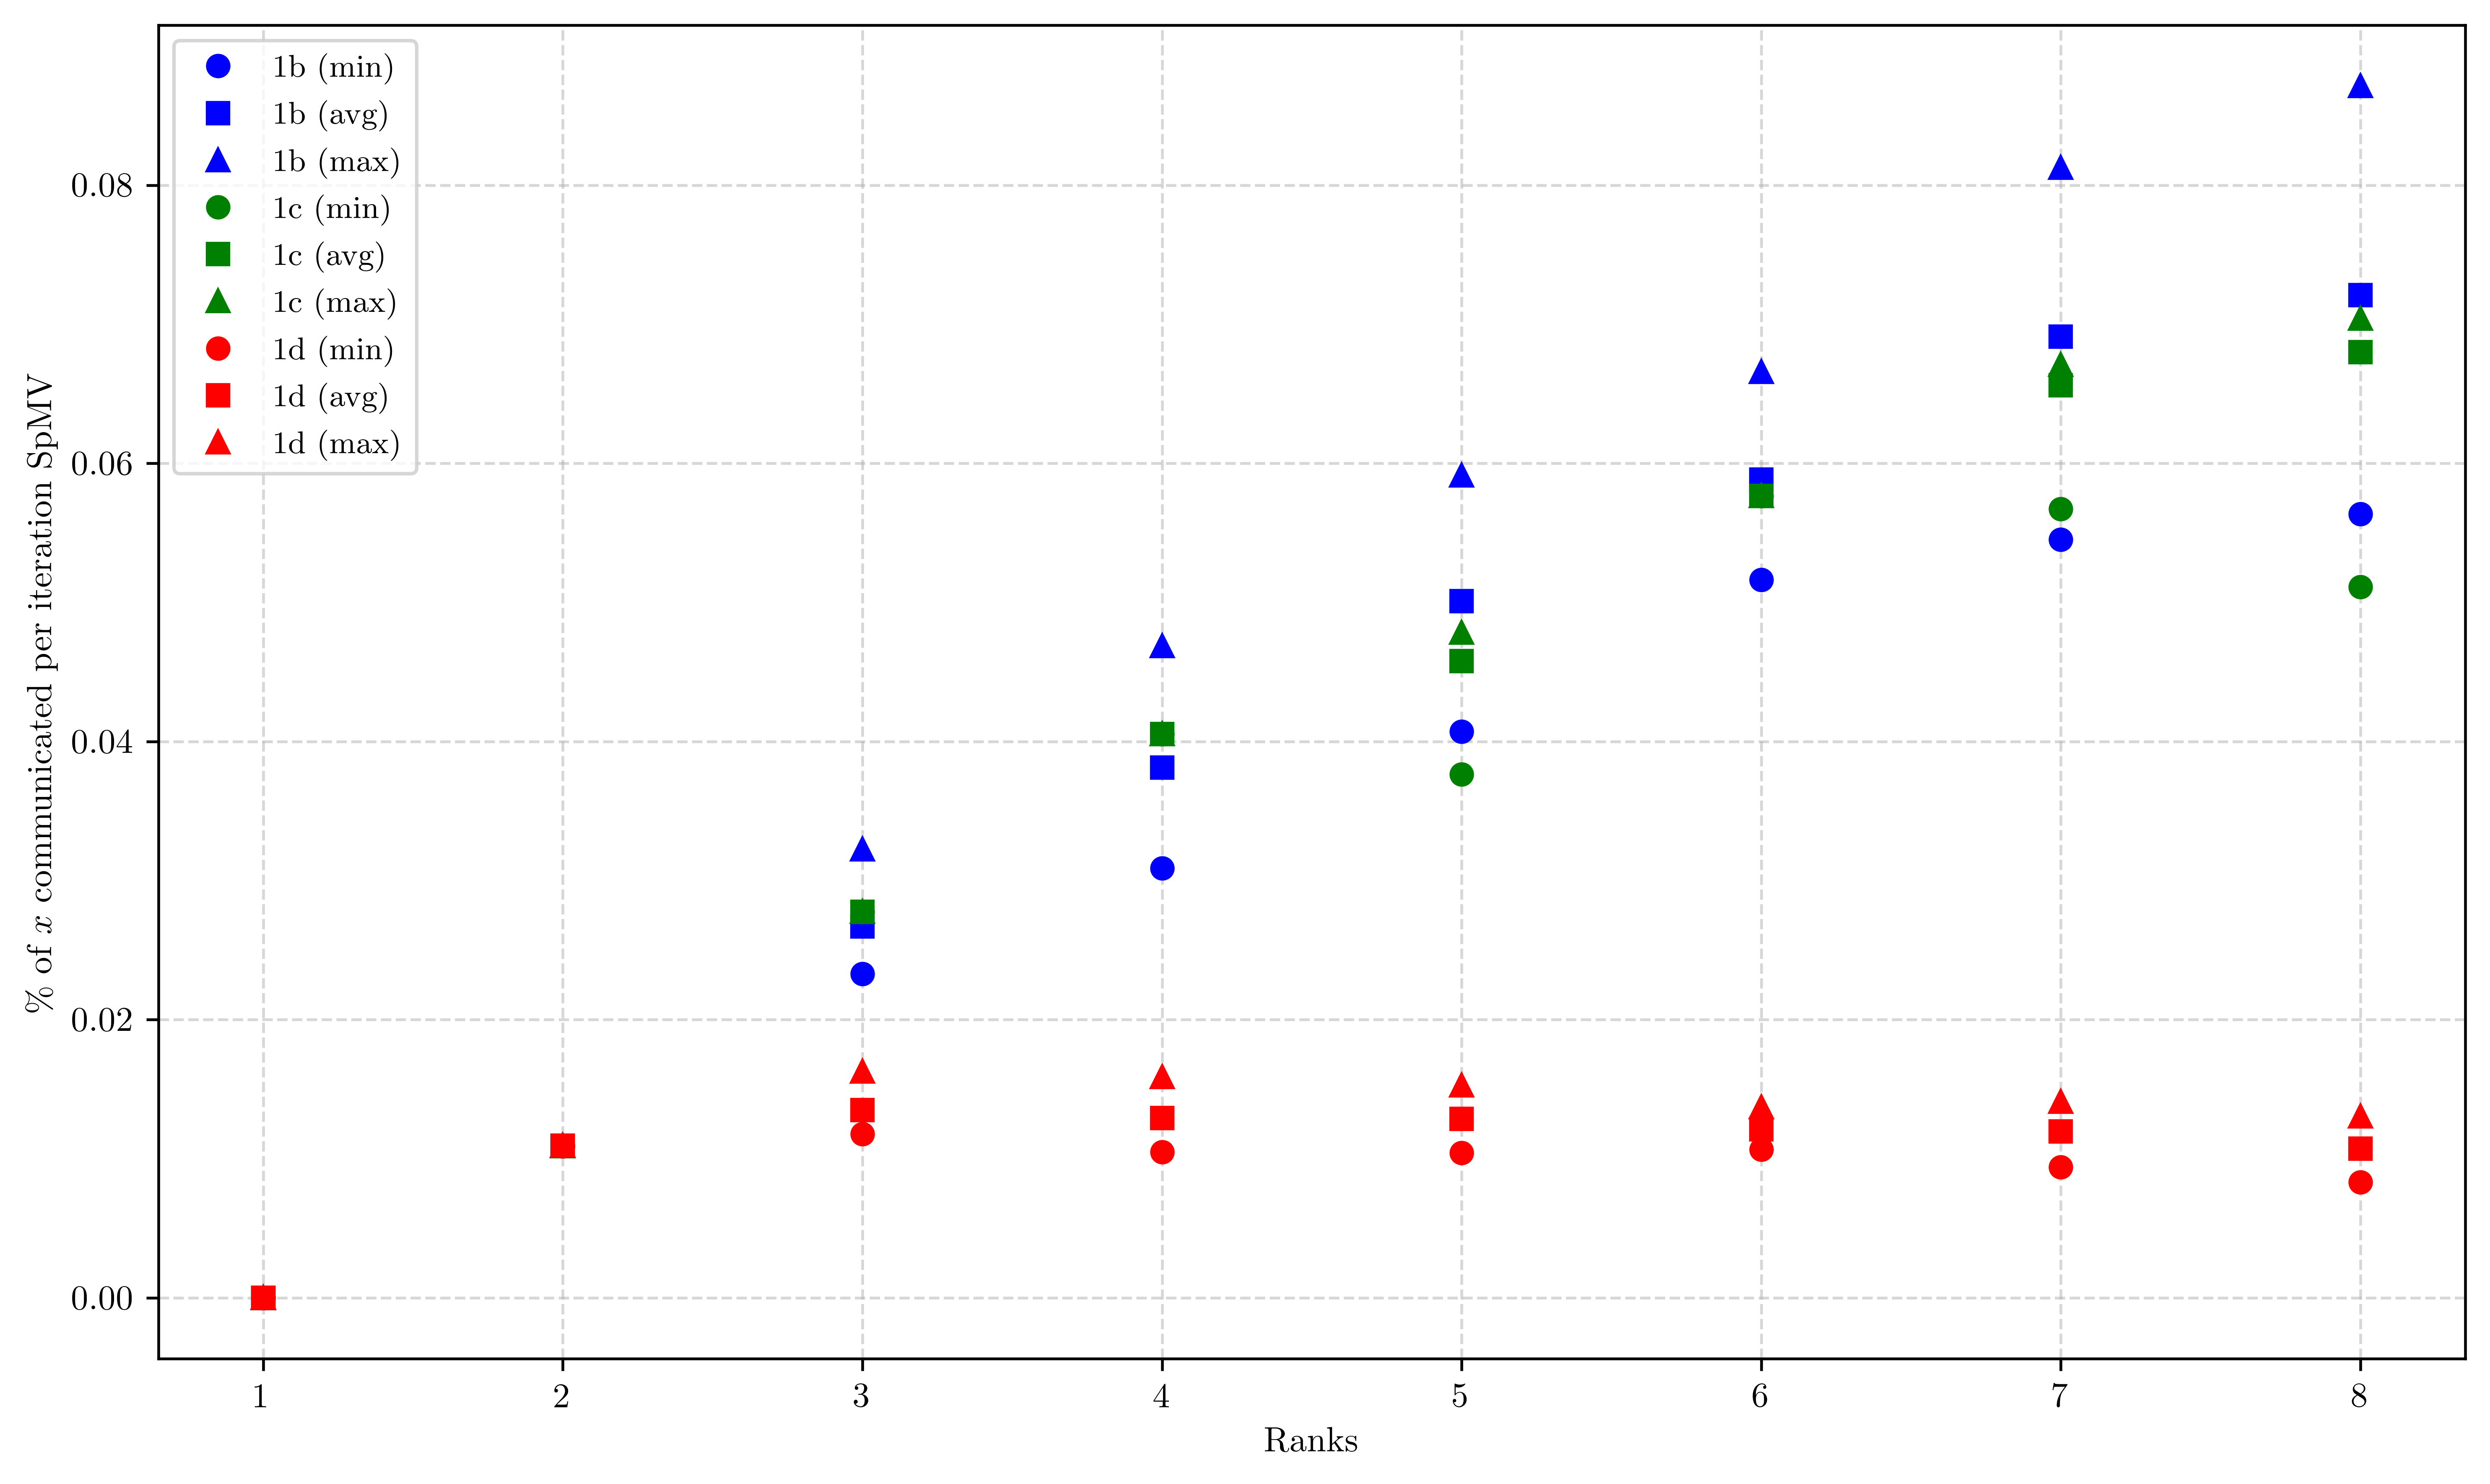 1b (min)
1b (avg)
1b (max)
1c (min)
1c (avg)
1c (max)
1d (min)
1d (avg)
1d (max)
% of x communicated per iteration SpMV
0.08
0.06
0.04
0.02
0.00
1 2 3 4 5 6 7 8
Ranks